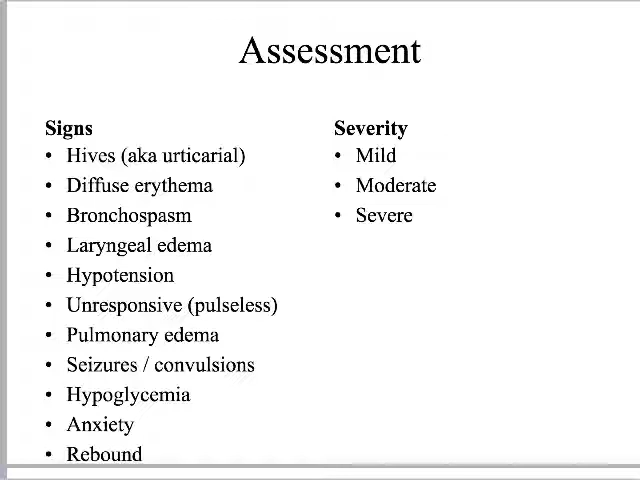 Assessment
Signs
• Hives (aka urticarial)
• Diffuse erythema
• Bronchospasm
• Laryngeal edema
• Hypotension
• Unresponsive (pulseless)
• Pulmonary edema
• Seizures / convulsions
• Hypoglycemia
• Anxiety
• Rebound
Severity
• Mild
• Moderate
• Severe